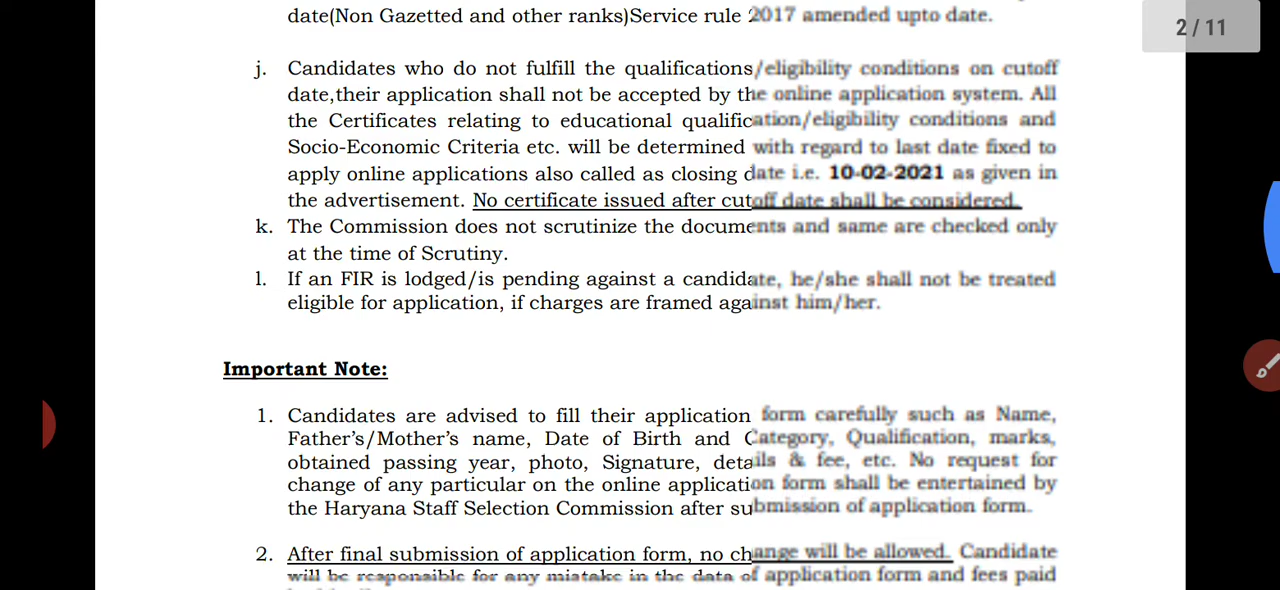 date(Non Gazetted and other ranks)Service rule 2017 amended upto date.
2 / 11
j. Candidates who do not fulfill the qualifications/eligibility conditions on cutoff
date,their application shall not be accepted by the online application system. All
the Certificates relating to educational qualification/eligibility conditions and
Socio-Economic Criteria etc. will be determined with regard to last date fixed to
apply online applications also called as closing date i.e. 10-02-2021 as given in
the advertisement. No certificate issued after cutoff date shall be considered.
k. The Commission does not scrutinize the documents and same are checked only
at the time of Scrutiny.
l. If an FIR is lodged/is pending against a candidate, he/she shall not be treated
eligible for application, if charges are framed against him/her.
Important Note:
1. Candidates are advised to fill their application form carefully such as Name,
Father's/Mother's name, Date of Birth and Category, Qualification, marks,
obtained passing year, photo, Signature, details & fee, etc. No request for
change of any particular on the online application form shall be entertained by
the Haryana Staff Selection Commission after submission of application form.
2. After final submission of application form, no change will be allowed. Candidate
will be responsible for any mistake in the data of application form and fees paid